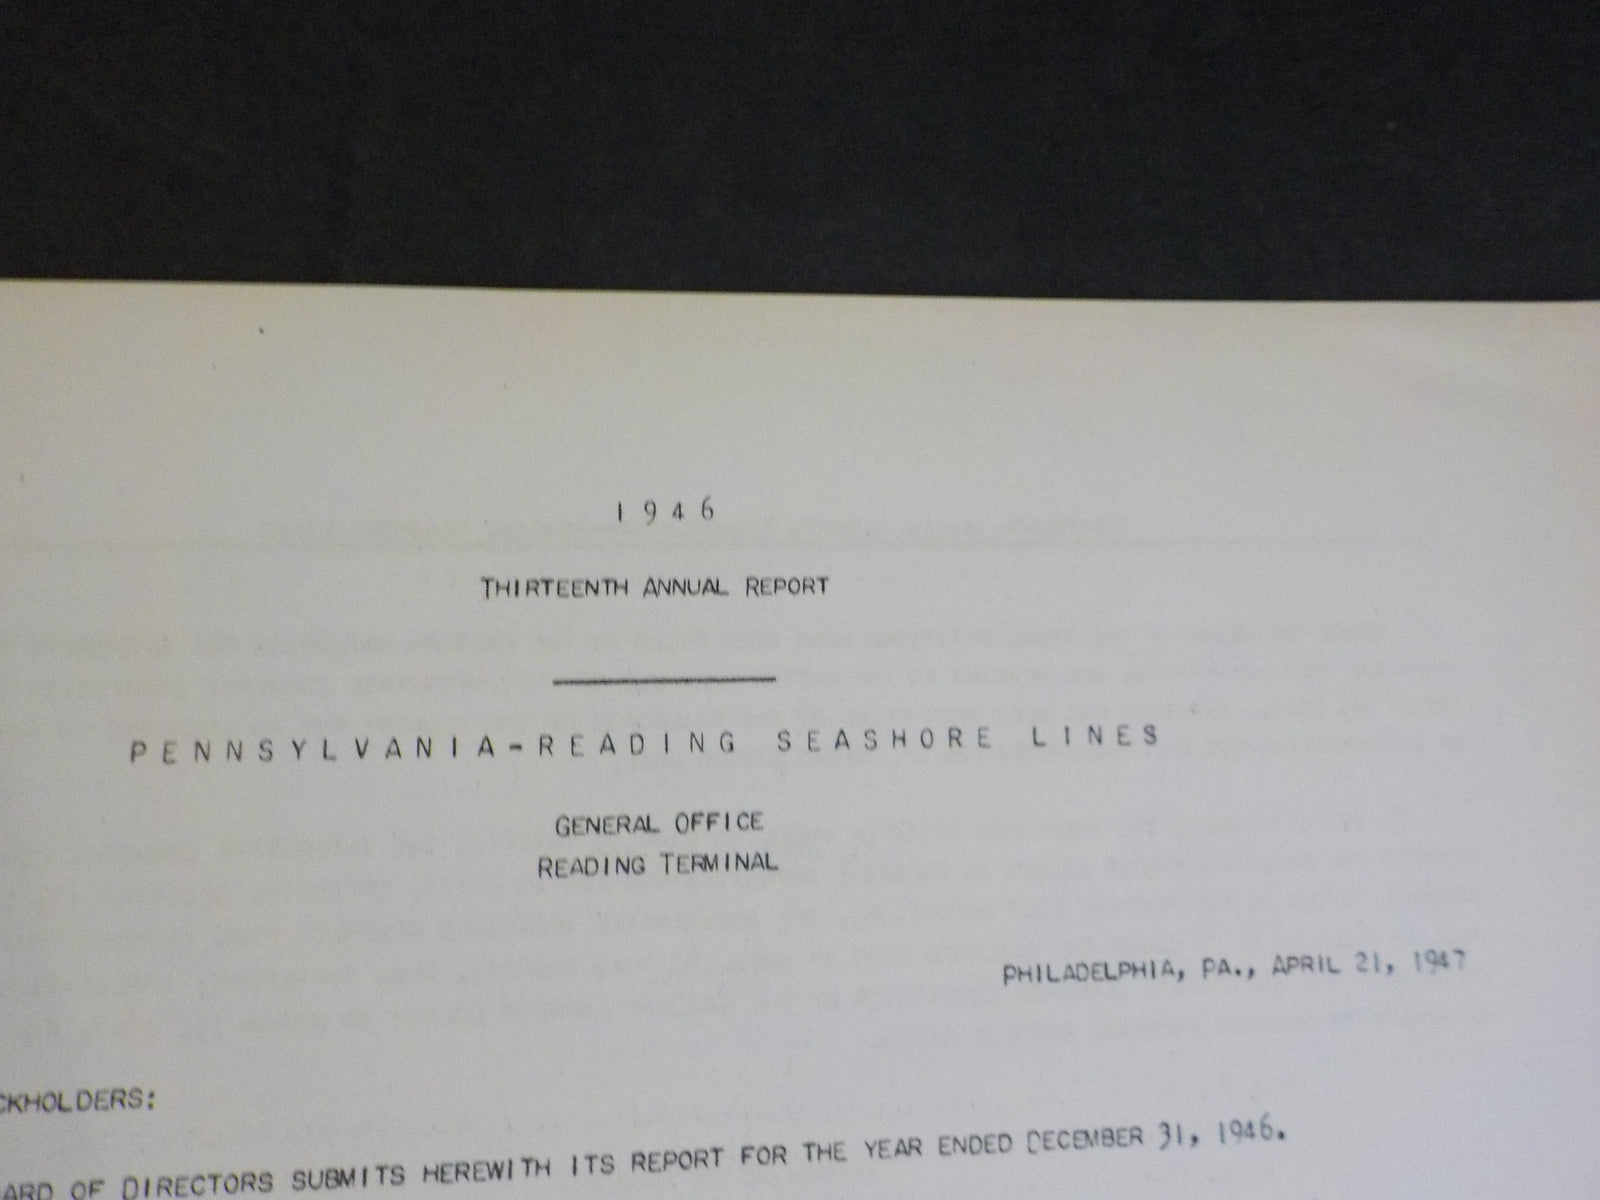 1946
THIRTEENTH ANNUAL REPORT
PENNSYLVANIA-READING SEASHORE LINES
GENERAL OFFICE
READING TERMINAL
PHILADELPHIA, PA., APRIL 21, 1947
CKHOLDERS:
ARD OF DIRECTORS SUBMITS HEREWITH ITS REPORT FOR THE YEAR ENDED DECEMBER 31, 1946.